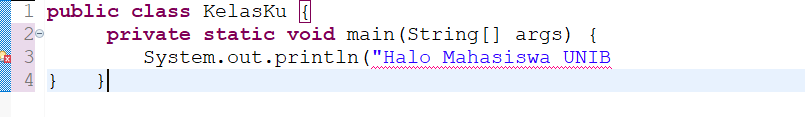 1 public class KelasKu {
2 private static void main(String[] args) {
3 System.out.println("Halo Mahasiswa UNIB
4 } }